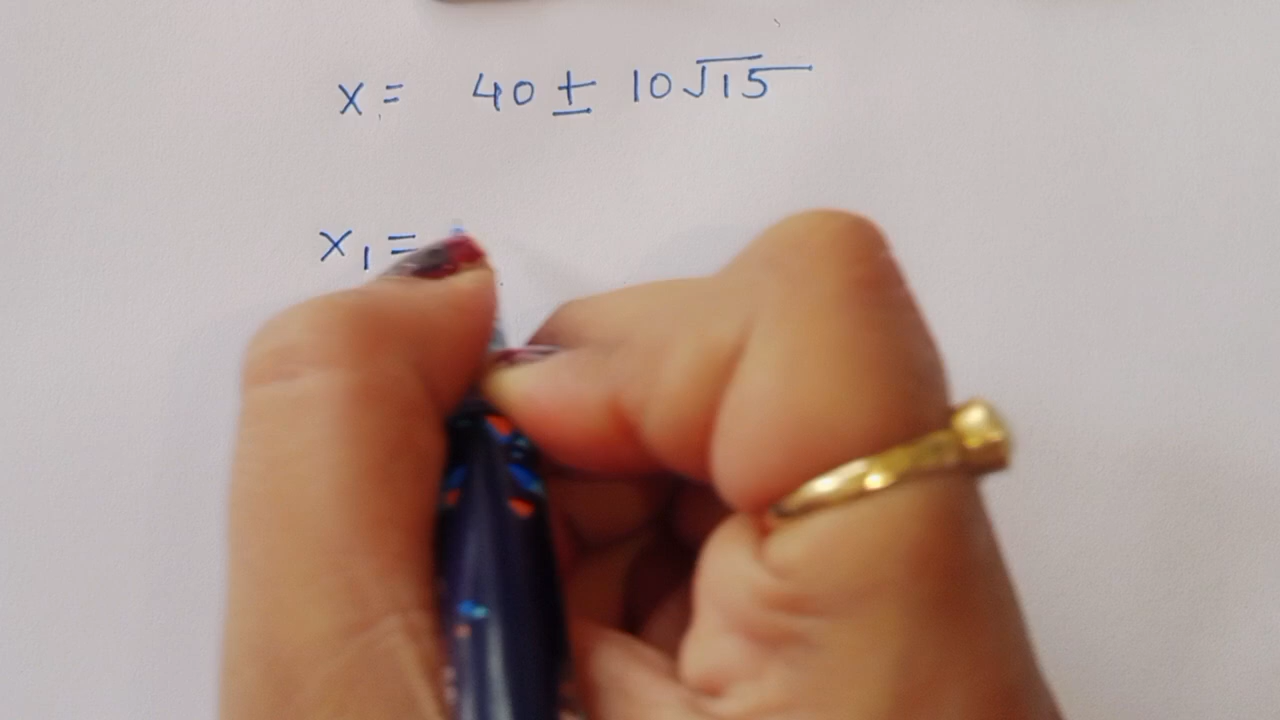 x = 40 ± 10√15
x₁ =